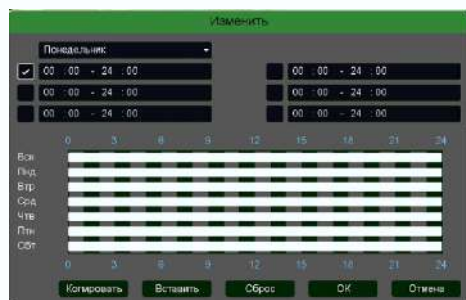 Изменить
Понедельник
00 :00 - 24 :00 00 :00 - 24 :00
00 :00 - 24 :00 00 :00 - 24 :00
00 :00 - 24 :00 00 :00 - 24 :00
0 3 6 9 12 15 18 21 24
Вск
Пнд
Втр
Срд
Чтв
Птн
Сбт
0 3 6 9 12 15 18 21 24
Копировать Вставить Сброс ОК Отмена